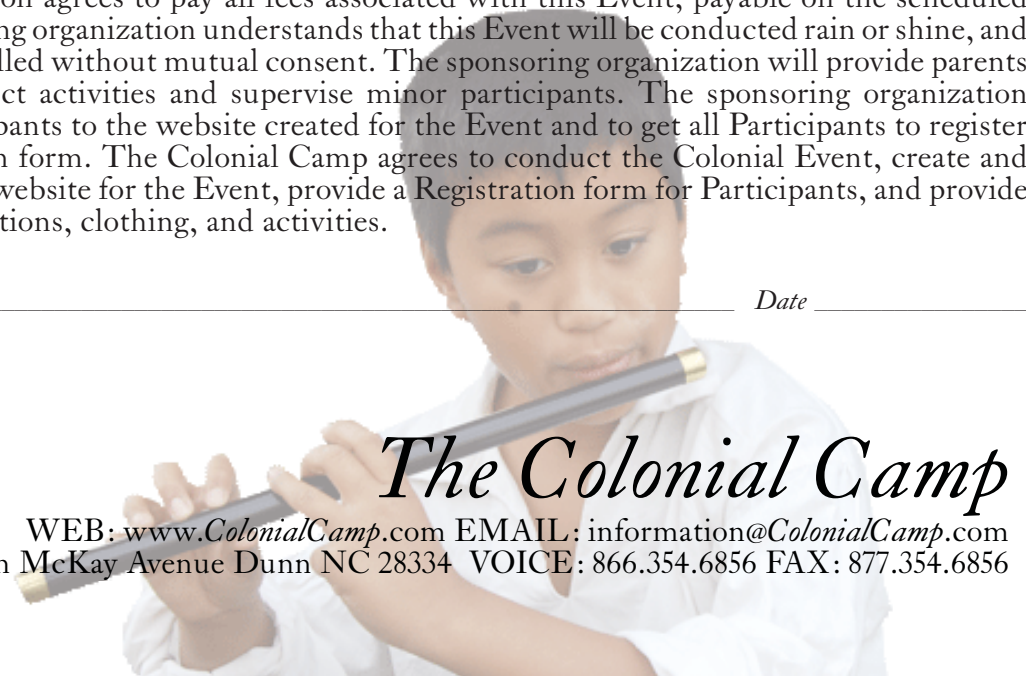 on agrees to pay all fees associated with this Event, payable on the scheduled
ng organization understands that this Event will be conducted rain or shine, and
lled without mutual consent. The sponsoring organization will provide parents
ct activities and supervise minor participants. The sponsoring organization
pants to the website created for the Event and to get all Participants to register
n form. The Colonial Camp agrees to conduct the Colonial Event, create and
website for the Event, provide a Registration form for Participants, and provide
tions, clothing, and activities.
Date
The Colonial Camp
WEB: www.ColonialCamp.com EMAIL: information@ColonialCamp.com
n McKay Avenue Dunn NC 28334 VOICE: 866.354.6856 FAX: 877.354.6856